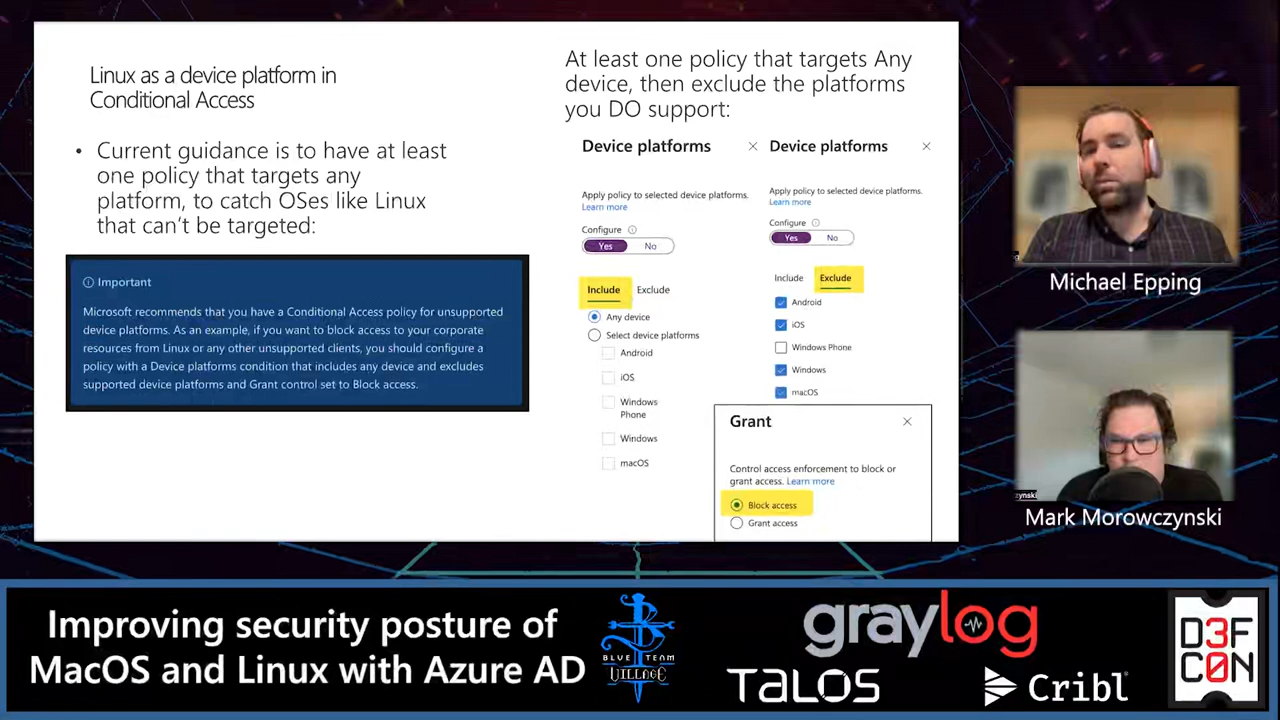 Linux as a device platform in
Conditional Access
• Current guidance is to have at least
one policy that targets any
platform, to catch OSes like Linux
that can't be targeted:
Important
Microsoft recommends that you have a Conditional Access policy for unsupported
device platforms. As an example, if you want to block access to your corporate
resources from Linux or any other unsupported clients, you should configure a
policy with a Device platforms condition that includes any device and excludes
supported device platforms and Grant control set to Block access.
At least one policy that targets Any
device, then exclude the platforms
you DO support:
Device platforms
Apply policy to selected device platforms.
Learn more
Configure
Yes No
Include Exclude
Any device
Select device platforms
Android
iOS
Windows
Phone
Windows
macOS
Device platforms
Apply policy to selected device platforms.
Learn more
Configure
Yes No
Include Exclude
Android
iOS
Windows Phone
Windows
macOS
Grant
Control access enforcement to block or
grant access. Learn more
Block access
Grant access
Michael Epping
zynski
Mark Morowczynski
Improving security posture of
MacOS and Linux with Azure AD
BLUE TEAM
VILLAGE
graylog
TALOS
Cribl
D3F
C0N